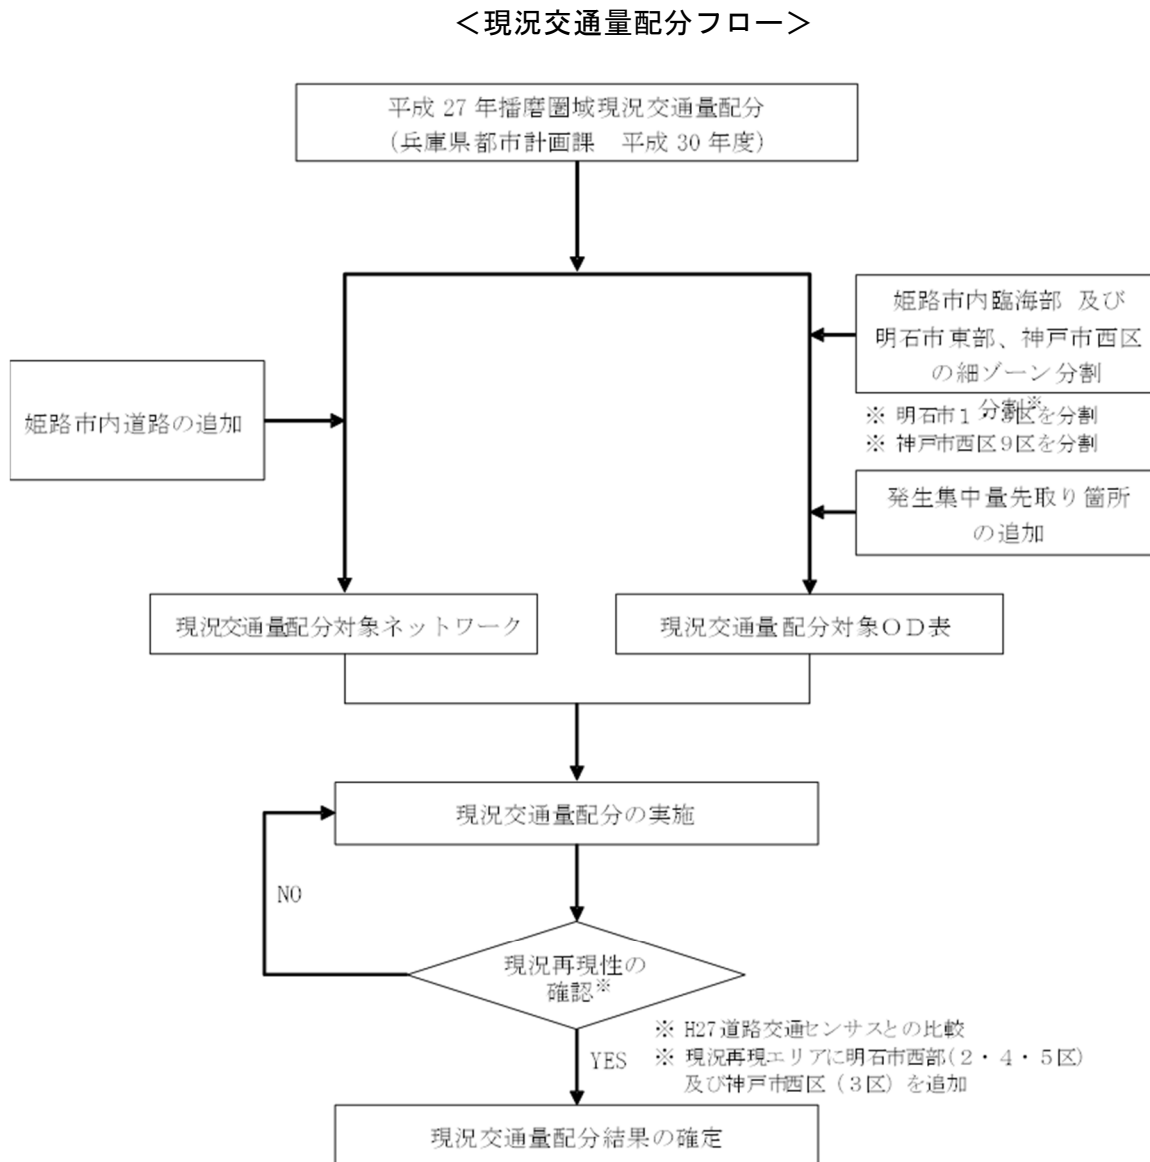 ＜現況交通量配分フロー＞
平成 27 年播磨圏域現況交通量配分
（兵庫県都市計画課　平成 30 年度）
姫路市内臨海部 及び
明石市東部、神戸市西区
の細ゾーン分割
分割※
※ 明石市１・3区を分割
※ 神戸市西区９区を分割
姫路市内道路の追加
発生集中量先取り箇所
の追加
現況交通量配分対象ネットワーク
現況交通量配分対象ＯＤ表
現況交通量配分の実施
NO
現況再現性の
確認※
※ H27道路交通センサスとの比較
YES
※ 現況再現エリアに明石市西部（２・４・５区）
及び神戸市西区（３区）を追加
現況交通量配分結果の確定